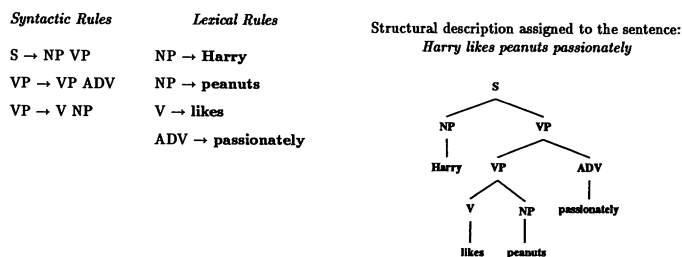 Syntactic Rules
Lexical Rules
S → NP VP
NP → Harry
VP → VP ADV
NP → peanuts
VP → V NP
V → likes
ADV → passionately
Structural description assigned to the sentence:
Harry likes peanuts passionately
S
NP VP
Harry VP ADV
V NP passionately
likes peanuts